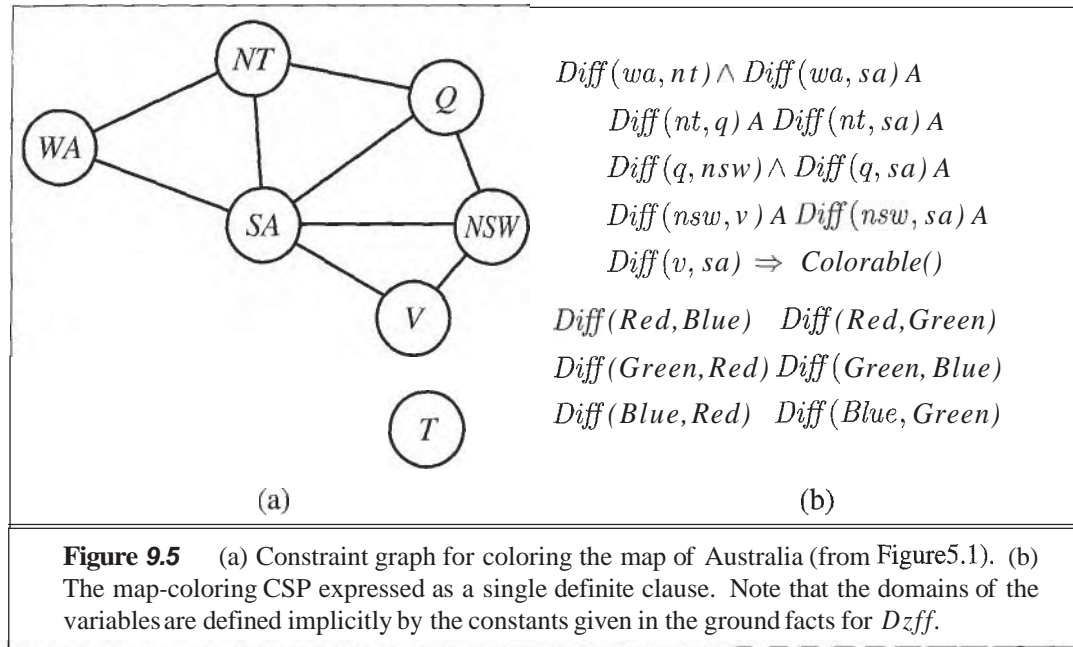 NT
Q
WA
SA
NSW
V
T
(a)
Diff(wa, nt) ∧ Diff(wa, sa) A
Diff(nt, q) A Diff(nt, sa) A
Diff(q, nsw) ∧ Diff(q, sa) A
Diff(nsw, v) A Diff(nsw, sa) A
Diff(v, sa) ⇒ Colorable()
Diff(Red, Blue) Diff(Red, Green)
Diff(Green, Red) Diff(Green, Blue)
Diff(Blue, Red) Diff(Blue, Green)
(b)
Figure 9.5 (a) Constraint graph for coloring the map of Australia (from Figure5.1). (b)
The map-coloring CSP expressed as a single definite clause. Note that the domains of the
variables are defined implicitly by the constants given in the ground facts for Dzff.